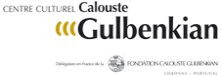 CENTRE CULTUREL Calouste
Gulbenkian
Délégation en France de la FONDATION CALOUSTE GULBENKIAN
LISBONNE - PORTUGAL